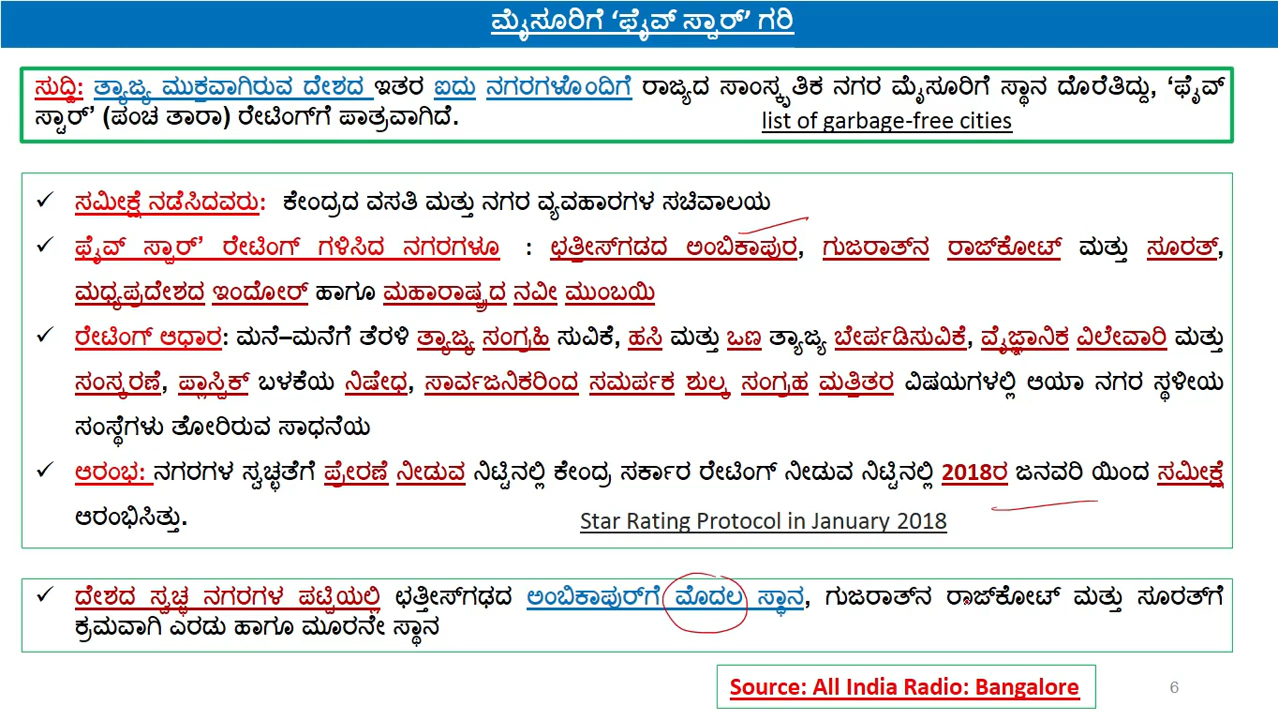 ಮೈಸೂರಿಗೆ ‘ಫೈವ್ ಸ್ಟಾರ್’ ಗರಿ
ಸುದ್ದಿ: ತ್ಯಾಜ್ಯ ಮುಕ್ತವಾಗಿರುವ ದೇಶದ ಇತರ ಐದು ನಗರಗಳೊಂದಿಗೆ ರಾಜ್ಯದ ಸಾಂಸ್ಕೃತಿಕ ನಗರ ಮೈಸೂರಿಗೆ ಸ್ಥಾನ ದೊರೆತಿದ್ದು, ‘ಫೈವ್
ಸ್ಟಾರ್’ (ಪಂಚ ತಾರಾ) ರೇಟಿಂಗ್‌ಗೆ ಪಾತ್ರವಾಗಿದೆ. list of garbage-free cities
✓ ಸಮೀಕ್ಷೆ ನಡೆಸಿದವರು: ಕೇಂದ್ರದ ವಸತಿ ಮತ್ತು ನಗರ ವ್ಯವಹಾರಗಳ ಸಚಿವಾಲಯ
✓ ಫೈವ್ ಸ್ಟಾರ್’ ರೇಟಿಂಗ್ ಗಳಿಸಿದ ನಗರಗಳೂ : ಛತ್ತೀಸ್‌ಗಡದ ಅಂಬಿಕಾಪುರ, ಗುಜರಾತ್‌ನ ರಾಜ್‌ಕೋಟ್ ಮತ್ತು ಸೂರತ್,
ಮಧ್ಯಪ್ರದೇಶದ ಇಂದೋರ್ ಹಾಗೂ ಮಹಾರಾಷ್ಟ್ರದ ನವೀ ಮುಂಬಯಿ
✓ ರೇಟಿಂಗ್ ಆಧಾರ: ಮನೆ–ಮನೆಗೆ ತೆರಳಿ ತ್ಯಾಜ್ಯ ಸಂಗ್ರಹಿ ಸುವಿಕೆ, ಹಸಿ ಮತ್ತು ಒಣ ತ್ಯಾಜ್ಯ ಬೇರ್ಪಡಿಸುವಿಕೆ, ವೈಜ್ಞಾನಿಕ ವಿಲೇವಾರಿ ಮತ್ತು
ಸಂಸ್ಕರಣೆ, ಪ್ಲಾಸ್ಟಿಕ್ ಬಳಕೆಯ ನಿಷೇಧ, ಸಾರ್ವಜನಿಕರಿಂದ ಸಮರ್ಪಕ ಶುಲ್ಕ ಸಂಗ್ರಹ ಮತ್ತಿತರ ವಿಷಯಗಳಲ್ಲಿ ಆಯಾ ನಗರ ಸ್ಥಳೀಯ
ಸಂಸ್ಥೆಗಳು ತೋರಿರುವ ಸಾಧನೆಯ
✓ ಆರಂಭ: ನಗರಗಳ ಸ್ವಚ್ಛತೆಗೆ ಪ್ರೇರಣೆ ನೀಡುವ ನಿಟ್ಟಿನಲ್ಲಿ ಕೇಂದ್ರ ಸರ್ಕಾರ ರೇಟಿಂಗ್ ನೀಡುವ ನಿಟ್ಟಿನಲ್ಲಿ 2018ರ ಜನವರಿ ಯಿಂದ ಸಮೀಕ್ಷೆ
ಆರಂಭಿಸಿತ್ತು. Star Rating Protocol in January 2018
✓ ದೇಶದ ಸ್ವಚ್ಛ ನಗರಗಳ ಪಟ್ಟಿಯಲ್ಲಿ ಛತ್ತೀಸ್‌ಗಢದ ಅಂಬಿಕಾಪುರ್‌ಗೆ ಮೊದಲ ಸ್ಥಾನ, ಗುಜರಾತ್‌ನ ರಾಜ್‌ಕೋಟ್ ಮತ್ತು ಸೂರತ್‌ಗೆ
ಕ್ರಮವಾಗಿ ಎರಡು ಹಾಗೂ ಮೂರನೇ ಸ್ಥಾನ
Source: All India Radio: Bangalore
6